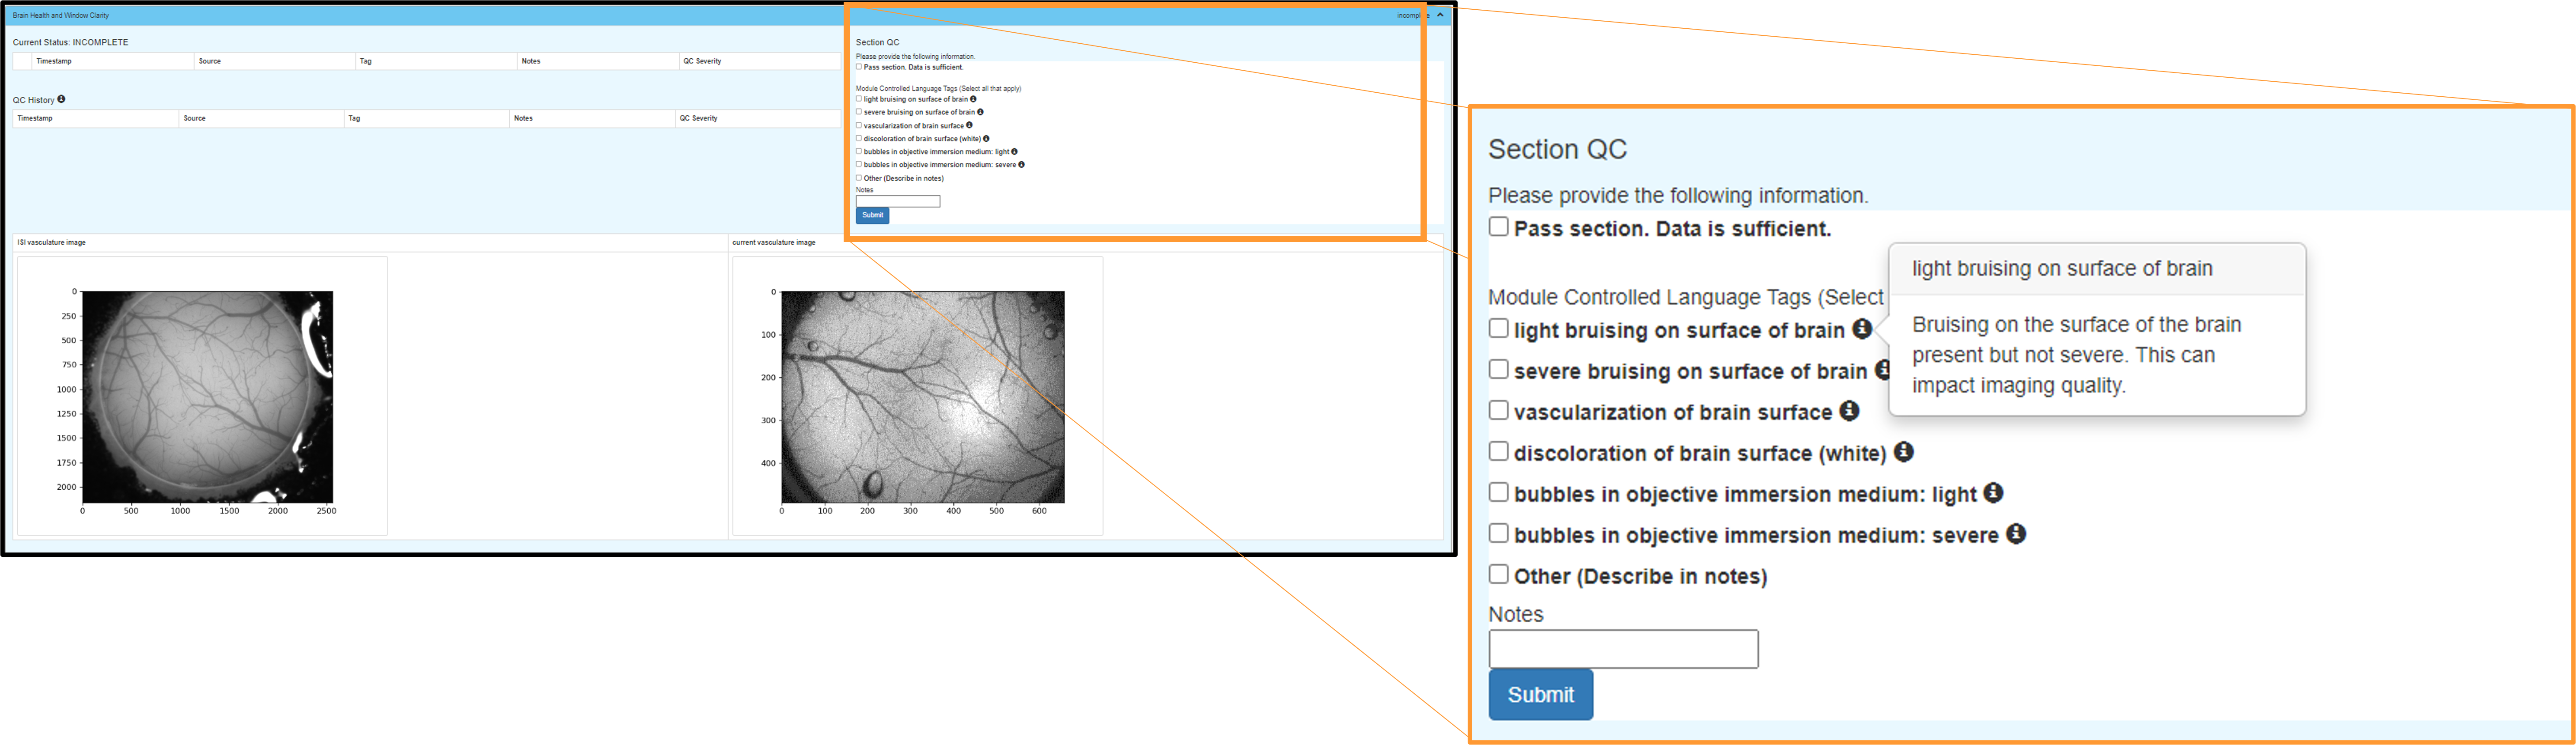 Brain Health and Window Clarity
incomplete
Current Status: INCOMPLETE
Timestamp Source Tag Notes QC Severity
QC History
Timestamp Source Tag Notes QC Severity
Section QC
Please provide the following information.
Pass section. Data is sufficient.
Module Controlled Language Tags (Select all that apply)
light bruising on surface of brain
severe bruising on surface of brain
vascularization of brain surface
discoloration of brain surface (white)
bubbles in objective immersion medium: light
bubbles in objective immersion medium: severe
Other (Describe in notes)
Notes
Submit
ISI vasculature image
0
250
500
750
1000
1250
1500
1750
2000
0 500 1000 1500 2000 2500
current vasculature image
0
100
200
300
400
0 100 200 300 400 500 600
Section QC
Please provide the following information.
Pass section. Data is sufficient.
Module Controlled Language Tags (Select
light bruising on surface of brain
severe bruising on surface of brain
vascularization of brain surface
discoloration of brain surface (white)
bubbles in objective immersion medium: light
bubbles in objective immersion medium: severe
Other (Describe in notes)
Notes
Submit
light bruising on surface of brain
Bruising on the surface of the brain
present but not severe. This can
impact imaging quality.